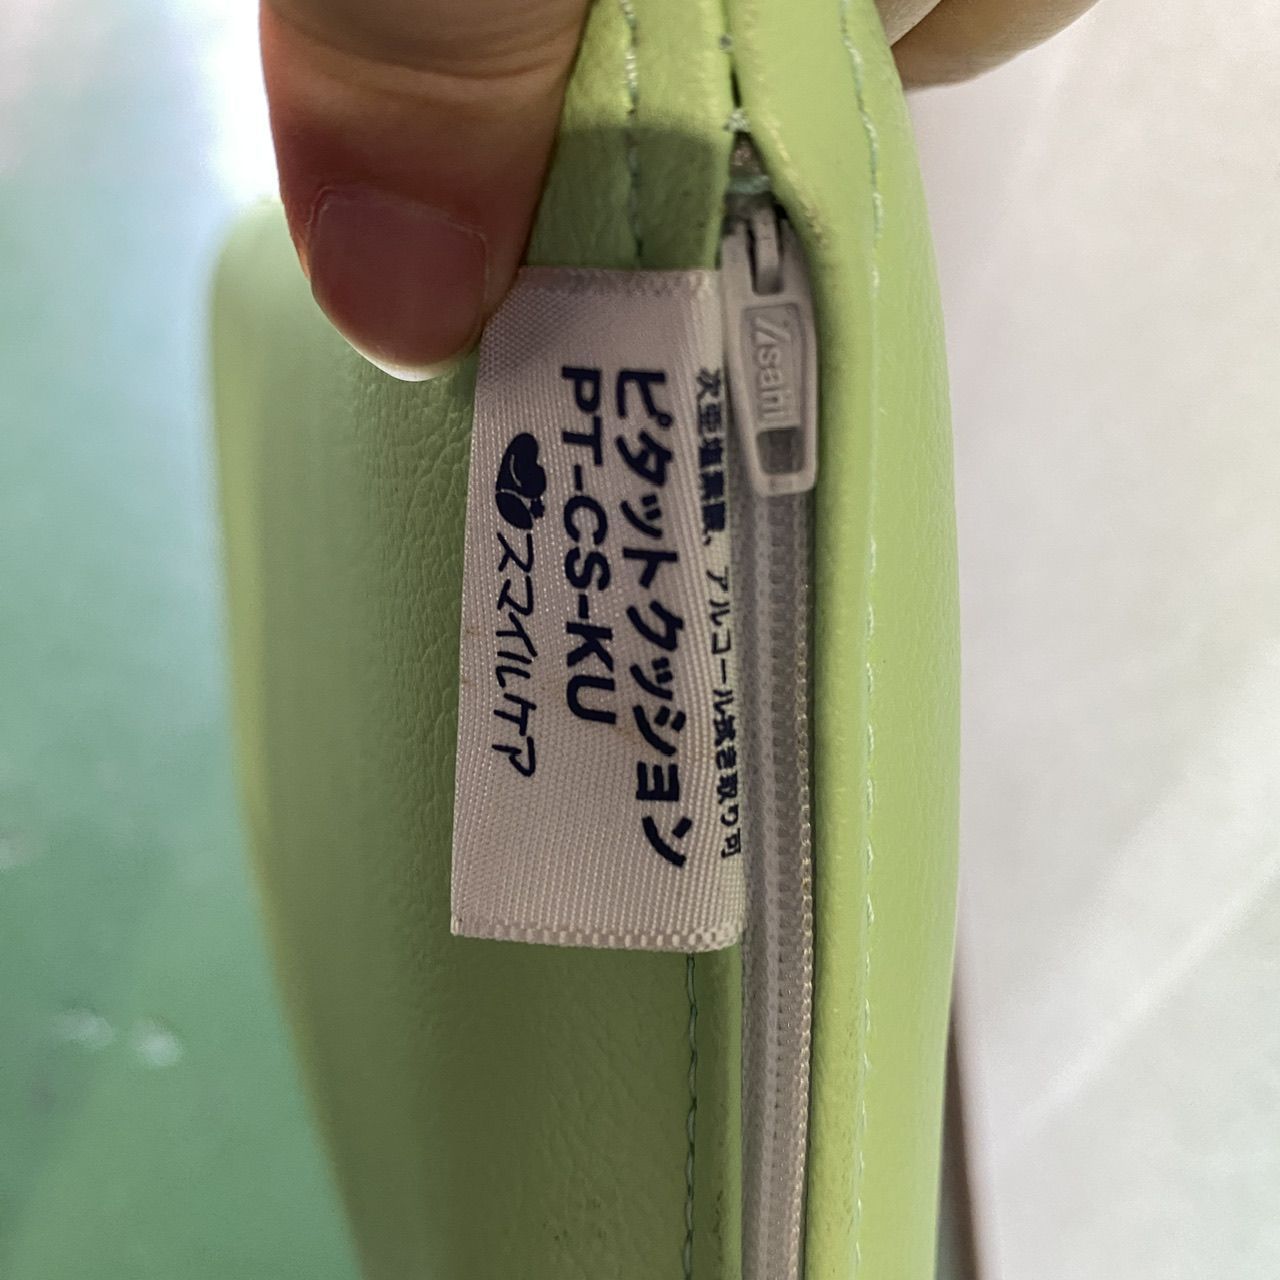 次亜塩素酸、アルコール拭き取り可
ピタットクッション
PT-CS-KU
スマイルケア
Asahi